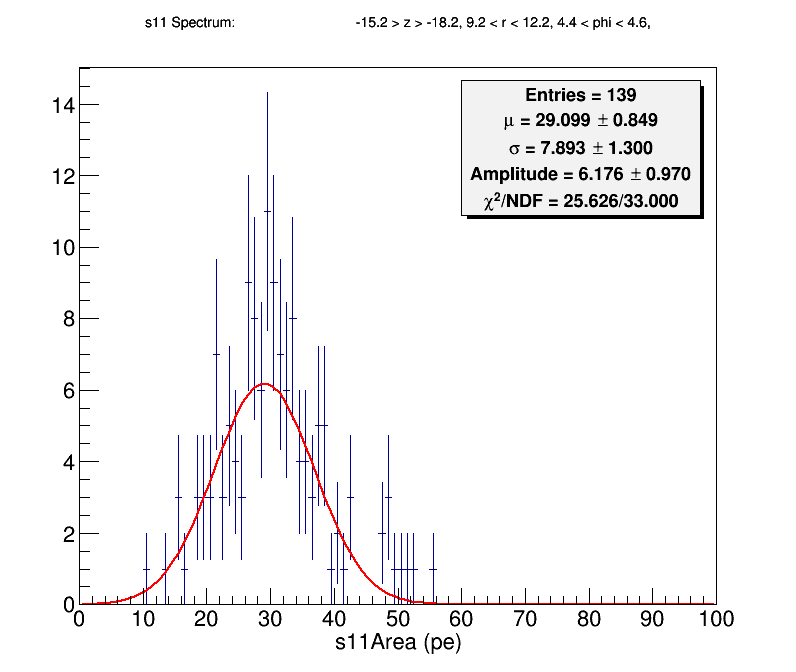 s11 Spectrum: -15.2 > z > -18.2, 9.2 < r < 12.2, 4.4 < phi < 4.6,
Entries = 139
μ = 29.099 ± 0.849
σ = 7.893 ± 1.300
Amplitude = 6.176 ± 0.970
χ²/NDF = 25.626/33.000
14
12
10
8
6
4
2
0
0 10 20 30 40 50 60 70 80 90 100
s11Area (pe)